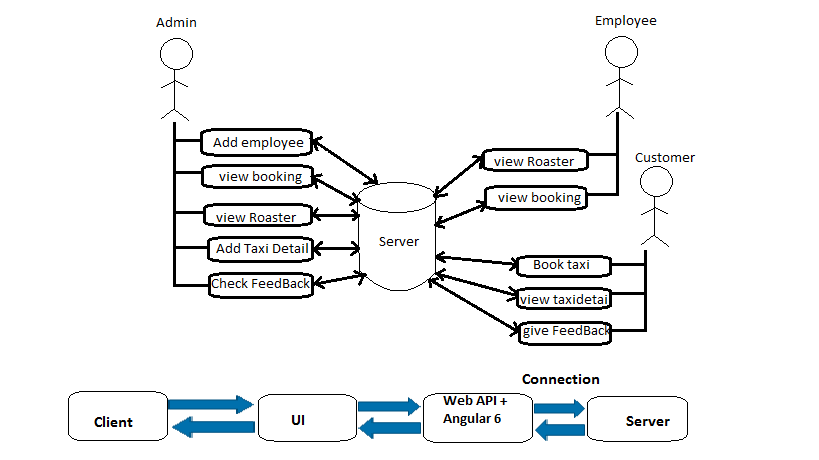 Admin
Employee
Add employee
view booking
view Roaster
Add Taxi Detail
Check FeedBack
Server
view Roaster
view booking
Customer
Book taxi
view taxidetai
give FeedBack
Connection
Client
UI
Web API +
Angular 6
Server